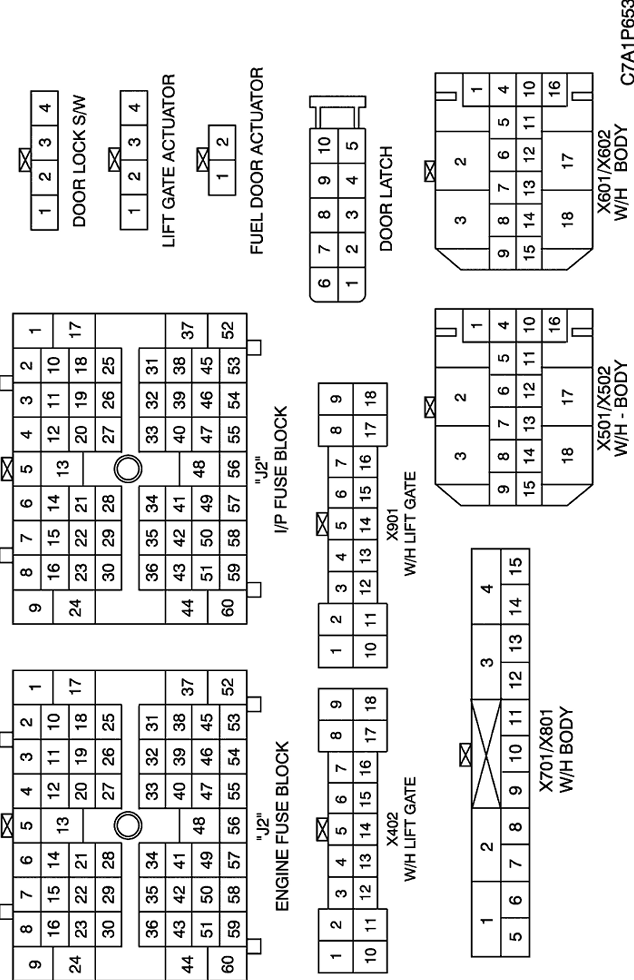 9 8 7 6 5 4 3 2 1
16 15 14 13 12 11 10
24 23 22 21 20 19 18 17
30 29 28 27 26 25
36 35 34 33 32 31
44 43 42 41 40 39 38 37
51 50 49 48 47 46 45
60 59 58 57 56 55 54 53 52
"J2"
ENGINE FUSE BLOCK
9 8 7 6 5 4 3 2 1
16 15 14 13 12 11 10
24 23 22 21 20 19 18 17
30 29 28 27 26 25
36 35 34 33 32 31
44 43 42 41 40 39 38 37
51 50 49 48 47 46 45
60 59 58 57 56 55 54 53 52
"J2"
I/P FUSE BLOCK
1 2 3 4
DOOR LOCK S/W
1 2 3 4
LIFT GATE ACTUATOR
1 2
FUEL DOOR ACTUATOR
1 2 3 4 5 6 7 8 9
10 11 12 13 14 15 16 17 18
X402
W/H LIFT GATE
1 2 3 4 5 6 7 8 9
10 11 12 13 14 15 16 17 18
X901
W/H LIFT GATE
6 7 8 9 10
1 2 3 4 5
DOOR LATCH
1 2 3 4
5 6 7 8 9 10 11 12 13 14 15
X701/X801
W/H BODY
3 2 1
9 8 7 6 5 4
15 14 13 12 11 10
18 17 16
X501/X502
W/H - BODY
3 2 1
9 8 7 6 5 4
15 14 13 12 11 10
18 17 16
X601/X602
W/H BODY
C7A1P653